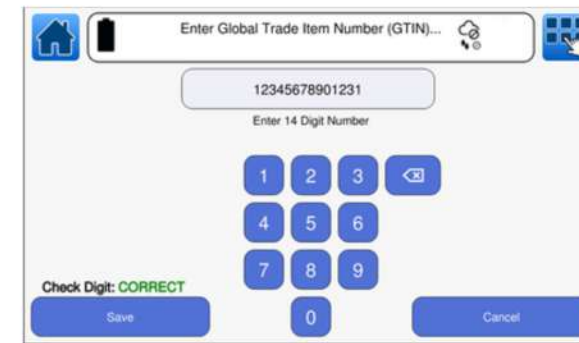 Enter Global Trade Item Number (GTIN)...
12345678901231
Enter 14 Digit Number
1 2 3
4 5 6
7 8 9
Check Digit: CORRECT
Save 0 Cancel